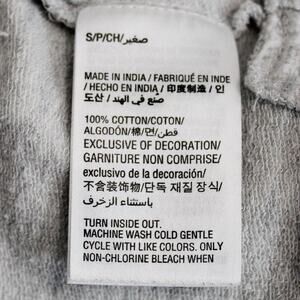 S/P/CH/صغير
MADE IN INDIA / FABRIQUÉ EN INDE
/ HECHO EN INDIA / 印度制造 / 인
도산 / صنع في الهند
100% COTTON/COTON/
ALGODÓN/棉/면/قطن
EXCLUSIVE OF DECORATION/
GARNITURE NON COMPRISE/
exclusivo de la decoración/
不含装饰物/단독 재질 장식/
باستثناء الزخرف
TURN INSIDE OUT.
MACHINE WASH COLD GENTLE
CYCLE WITH LIKE COLORS. ONLY
NON-CHLORINE BLEACH WHEN